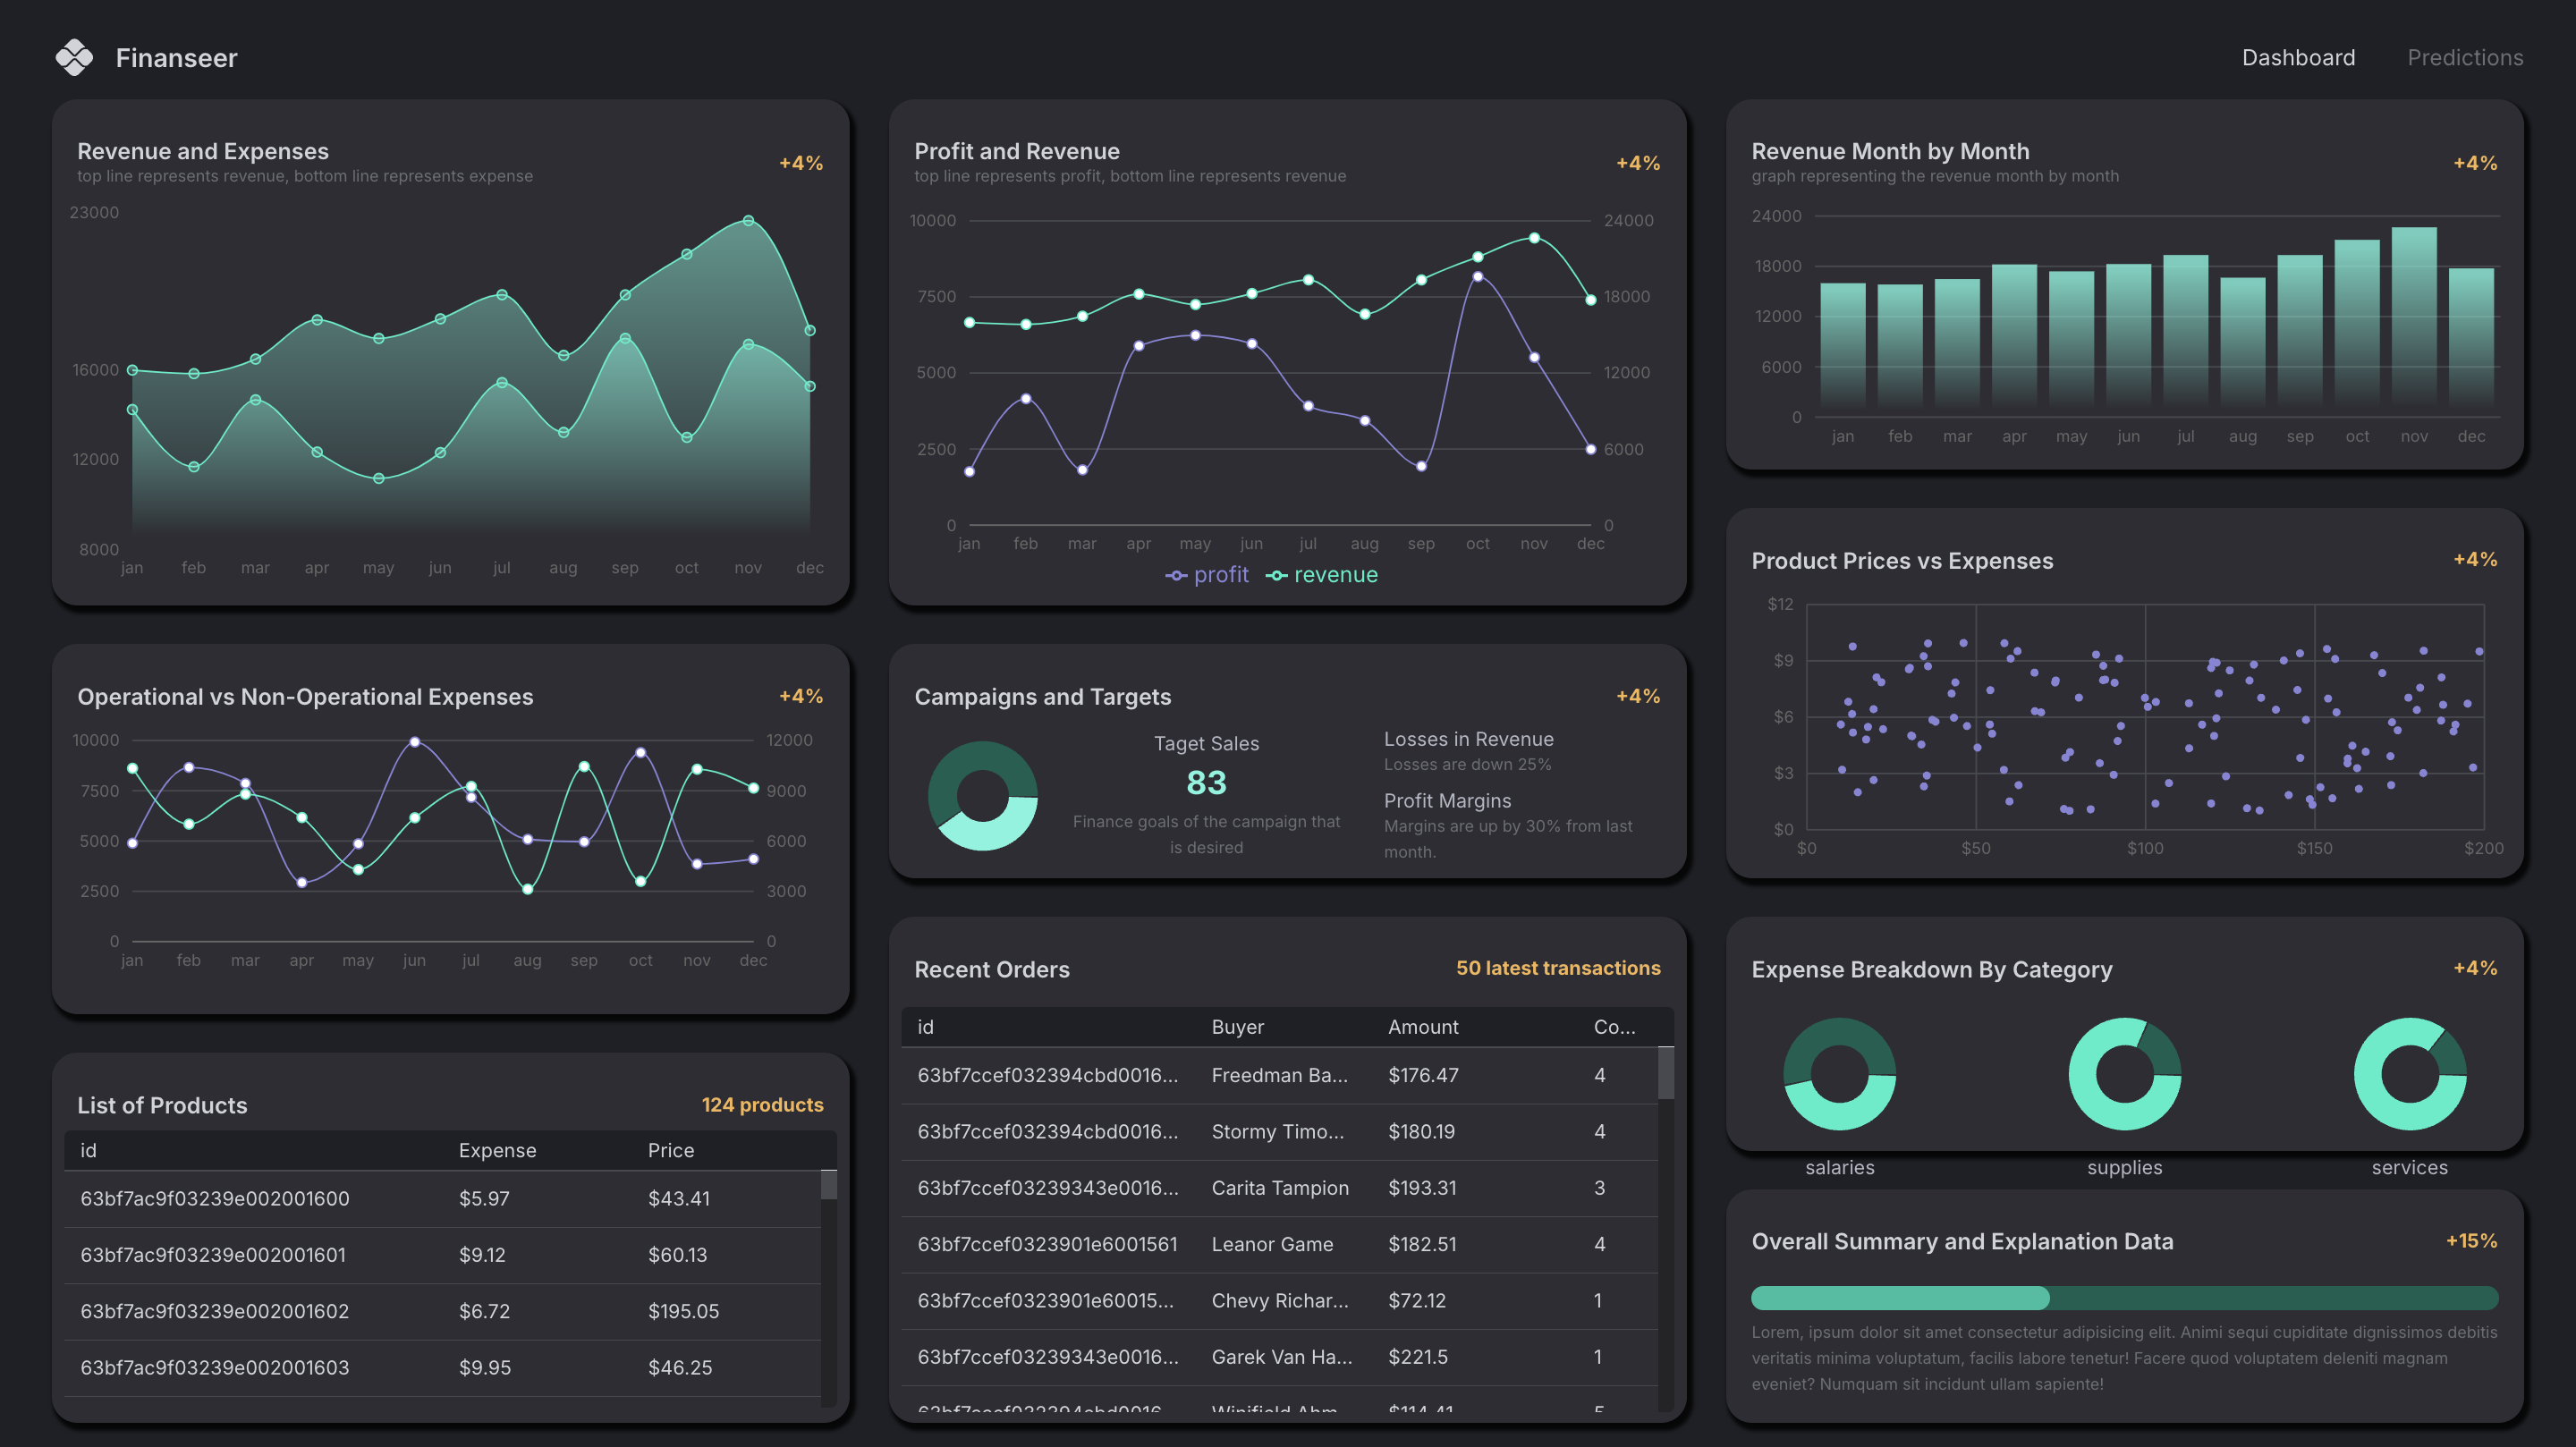 Finanseer
Dashboard Predictions
Revenue and Expenses
top line represents revenue, bottom line represents expense
+4%
23000
16000
12000
8000
jan feb mar apr may jun jul aug sep oct nov dec
Profit and Revenue
top line represents profit, bottom line represents revenue
+4%
10000 24000
7500 18000
5000 12000
2500 6000
0 0
jan feb mar apr may jun jul aug sep oct nov dec
profit revenue
Revenue Month by Month
graph representing the revenue month by month
+4%
24000
18000
12000
6000
0
jan feb mar apr may jun jul aug sep oct nov dec
Operational vs Non-Operational Expenses
+4%
10000 12000
7500 9000
5000 6000
2500 3000
0 0
jan feb mar apr may jun jul aug sep oct nov dec
Campaigns and Targets
+4%
Taget Sales
83
Finance goals of the campaign that
is desired
Losses in Revenue
Losses are down 25%
Profit Margins
Margins are up by 30% from last
month.
Product Prices vs Expenses
+4%
$12
$9
$6
$3
$0
$0 $50 $100 $150 $200
List of Products
124 products
id Expense Price
63bf7ac9f03239e002001600 $5.97 $43.41
63bf7ac9f03239e002001601 $9.12 $60.13
63bf7ac9f03239e002001602 $6.72 $195.05
63bf7ac9f03239e002001603 $9.95 $46.25
Recent Orders
50 latest transactions
id Buyer Amount Co...
63bf7ccef032394cbd0016... Freedman Ba... $176.47 4
63bf7ccef032394cbd0016... Stormy Timo... $180.19 4
63bf7ccef03239343e0016... Carita Tampion $193.31 3
63bf7ccef0323901e6001561 Leanor Game $182.51 4
63bf7ccef0323901e60015... Chevy Richar... $72.12 1
63bf7ccef03239343e0016... Garek Van Ha... $221.5 1
Expense Breakdown By Category
+4%
salaries supplies services
Overall Summary and Explanation Data
+15%
Lorem, ipsum dolor sit amet consectetur adipisicing elit. Animi sequi cupiditate dignissimos debitis
veritatis minima voluptatum, facilis labore tenetur! Facere quod voluptatem deleniti magnam
eveniet? Numquam sit incidunt ullam sapiente!